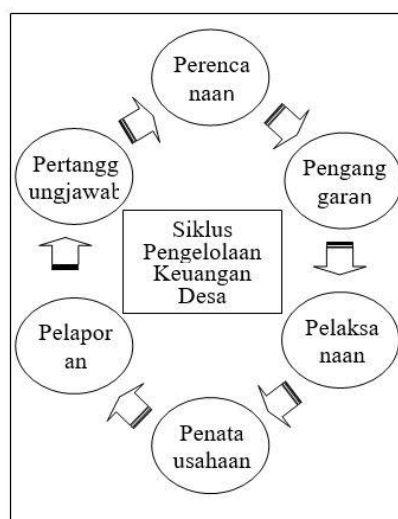 Perenca
naan
Pengang
garan
Pelaksa
naan
Penata
usahaan
Pelapor
an
Pertangg
ungjawab
Siklus
Pengelolaan
Keuangan
Desa